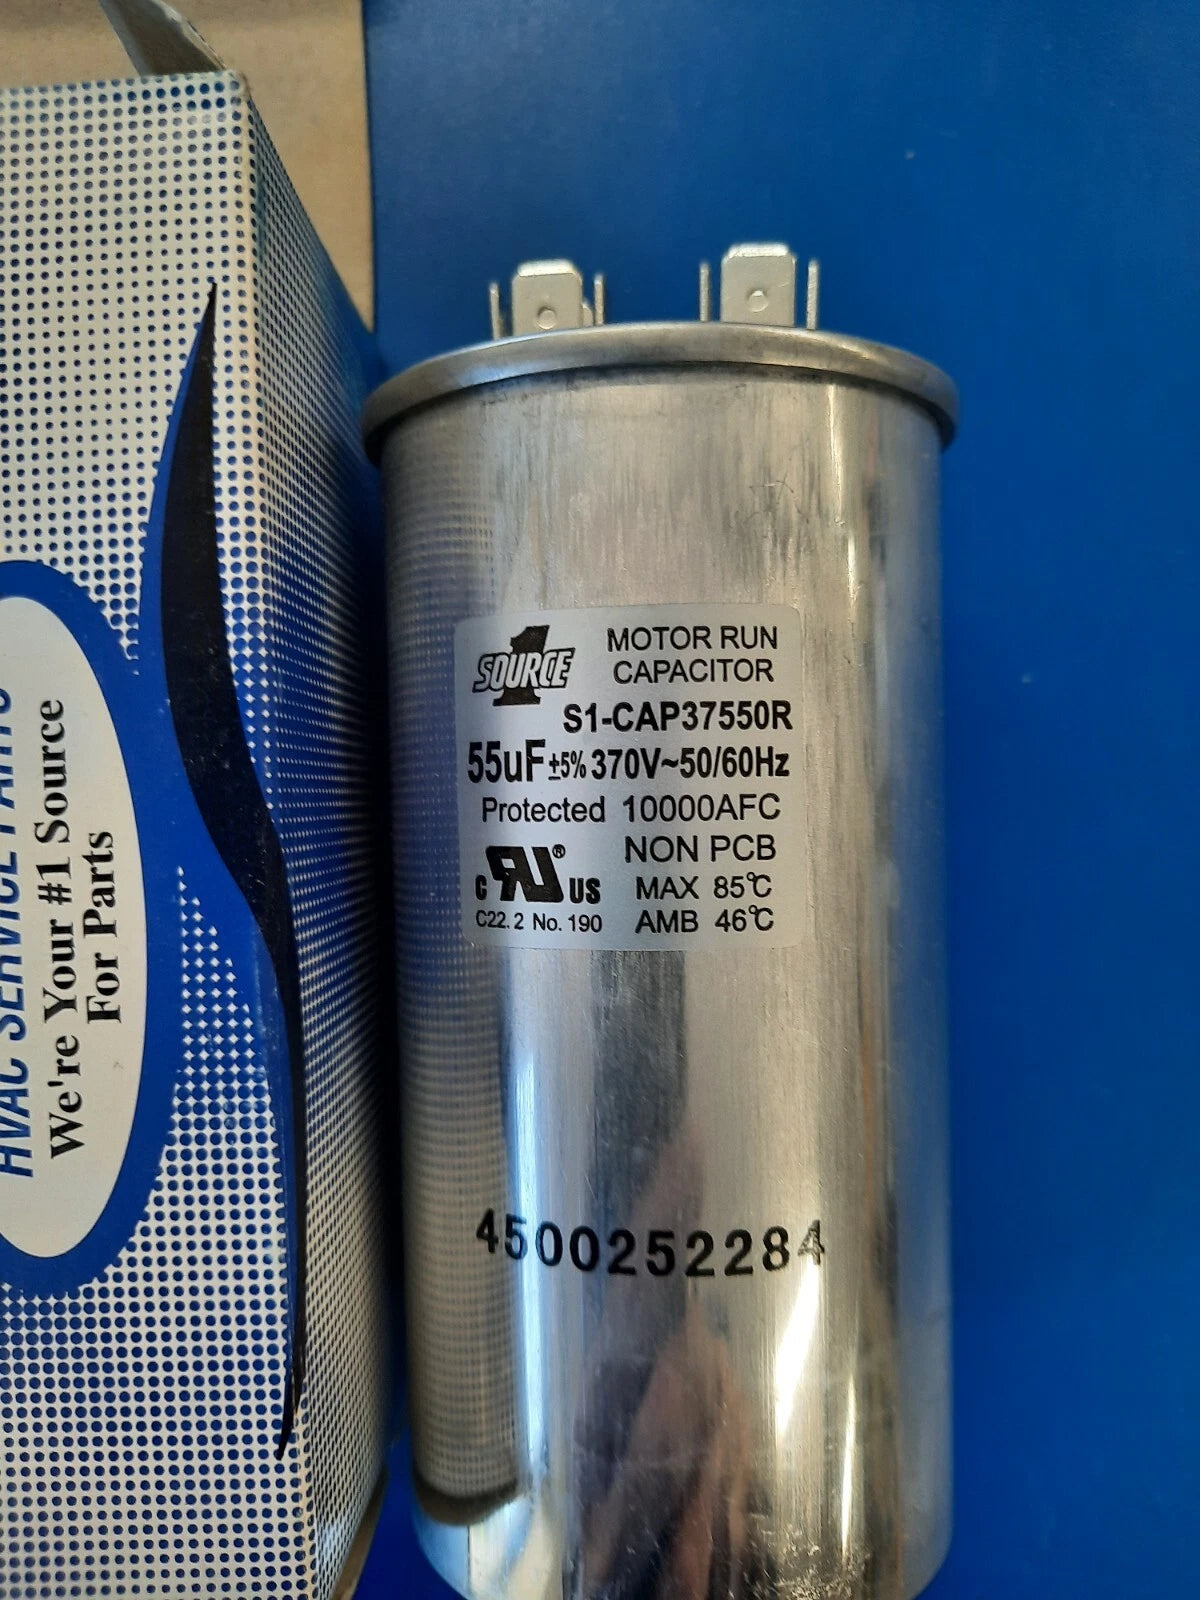 HVAC SERVICE PARTS
We're Your #1 Source
For Parts
SOURCE 1
MOTOR RUN
CAPACITOR
S1-CAP37550R
55uF ±5% 370V~50/60Hz
Protected 10000AFC
NON PCB
C RU® US
MAX 85℃
C22.2 No. 190 AMB 46℃
4500252284